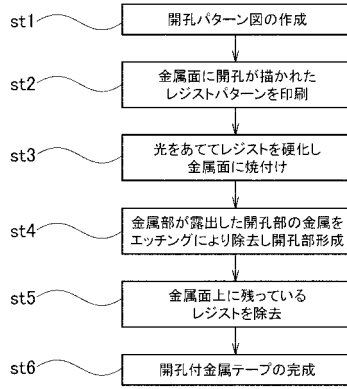 st1
開孔パターン図の作成
st2
金属面に開孔が描かれた
レジストパターンを印刷
st3
光をあててレジストを硬化し
金属面に焼付け
st4
金属部が露出した開孔部の金属を
エッチングにより除去し開孔部形成
st5
金属面上に残っている
レジストを除去
st6
開孔付金属テープの完成